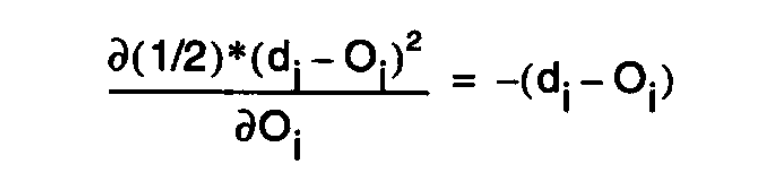 ∂(1/2)*(dᵢ – Oᵢ)²
∂Oᵢ
= –(dᵢ – Oᵢ)